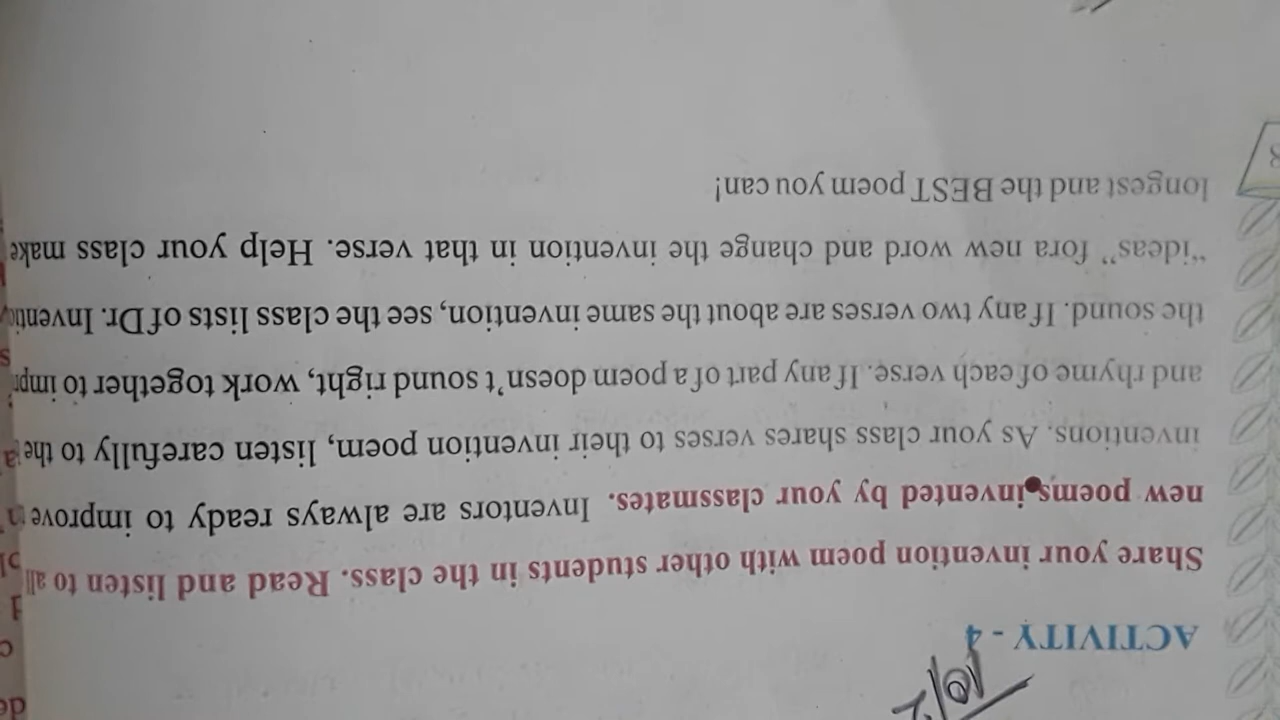 ACTIVITY - 4
Share your invention poem with other students in the class. Read and listen to all
new poems invented by your classmates. Inventors are always ready to improve
inventions. As your class shares verses to their invention poem, listen carefully to the
and rhyme of each verse. If any part of a poem doesn't sound right, work together to
the sound. If any two verses are about the same invention, see the class lists of Dr.
"ideas" fora new word and change the invention in that verse. Help your class make
longest and the BEST poem you can!